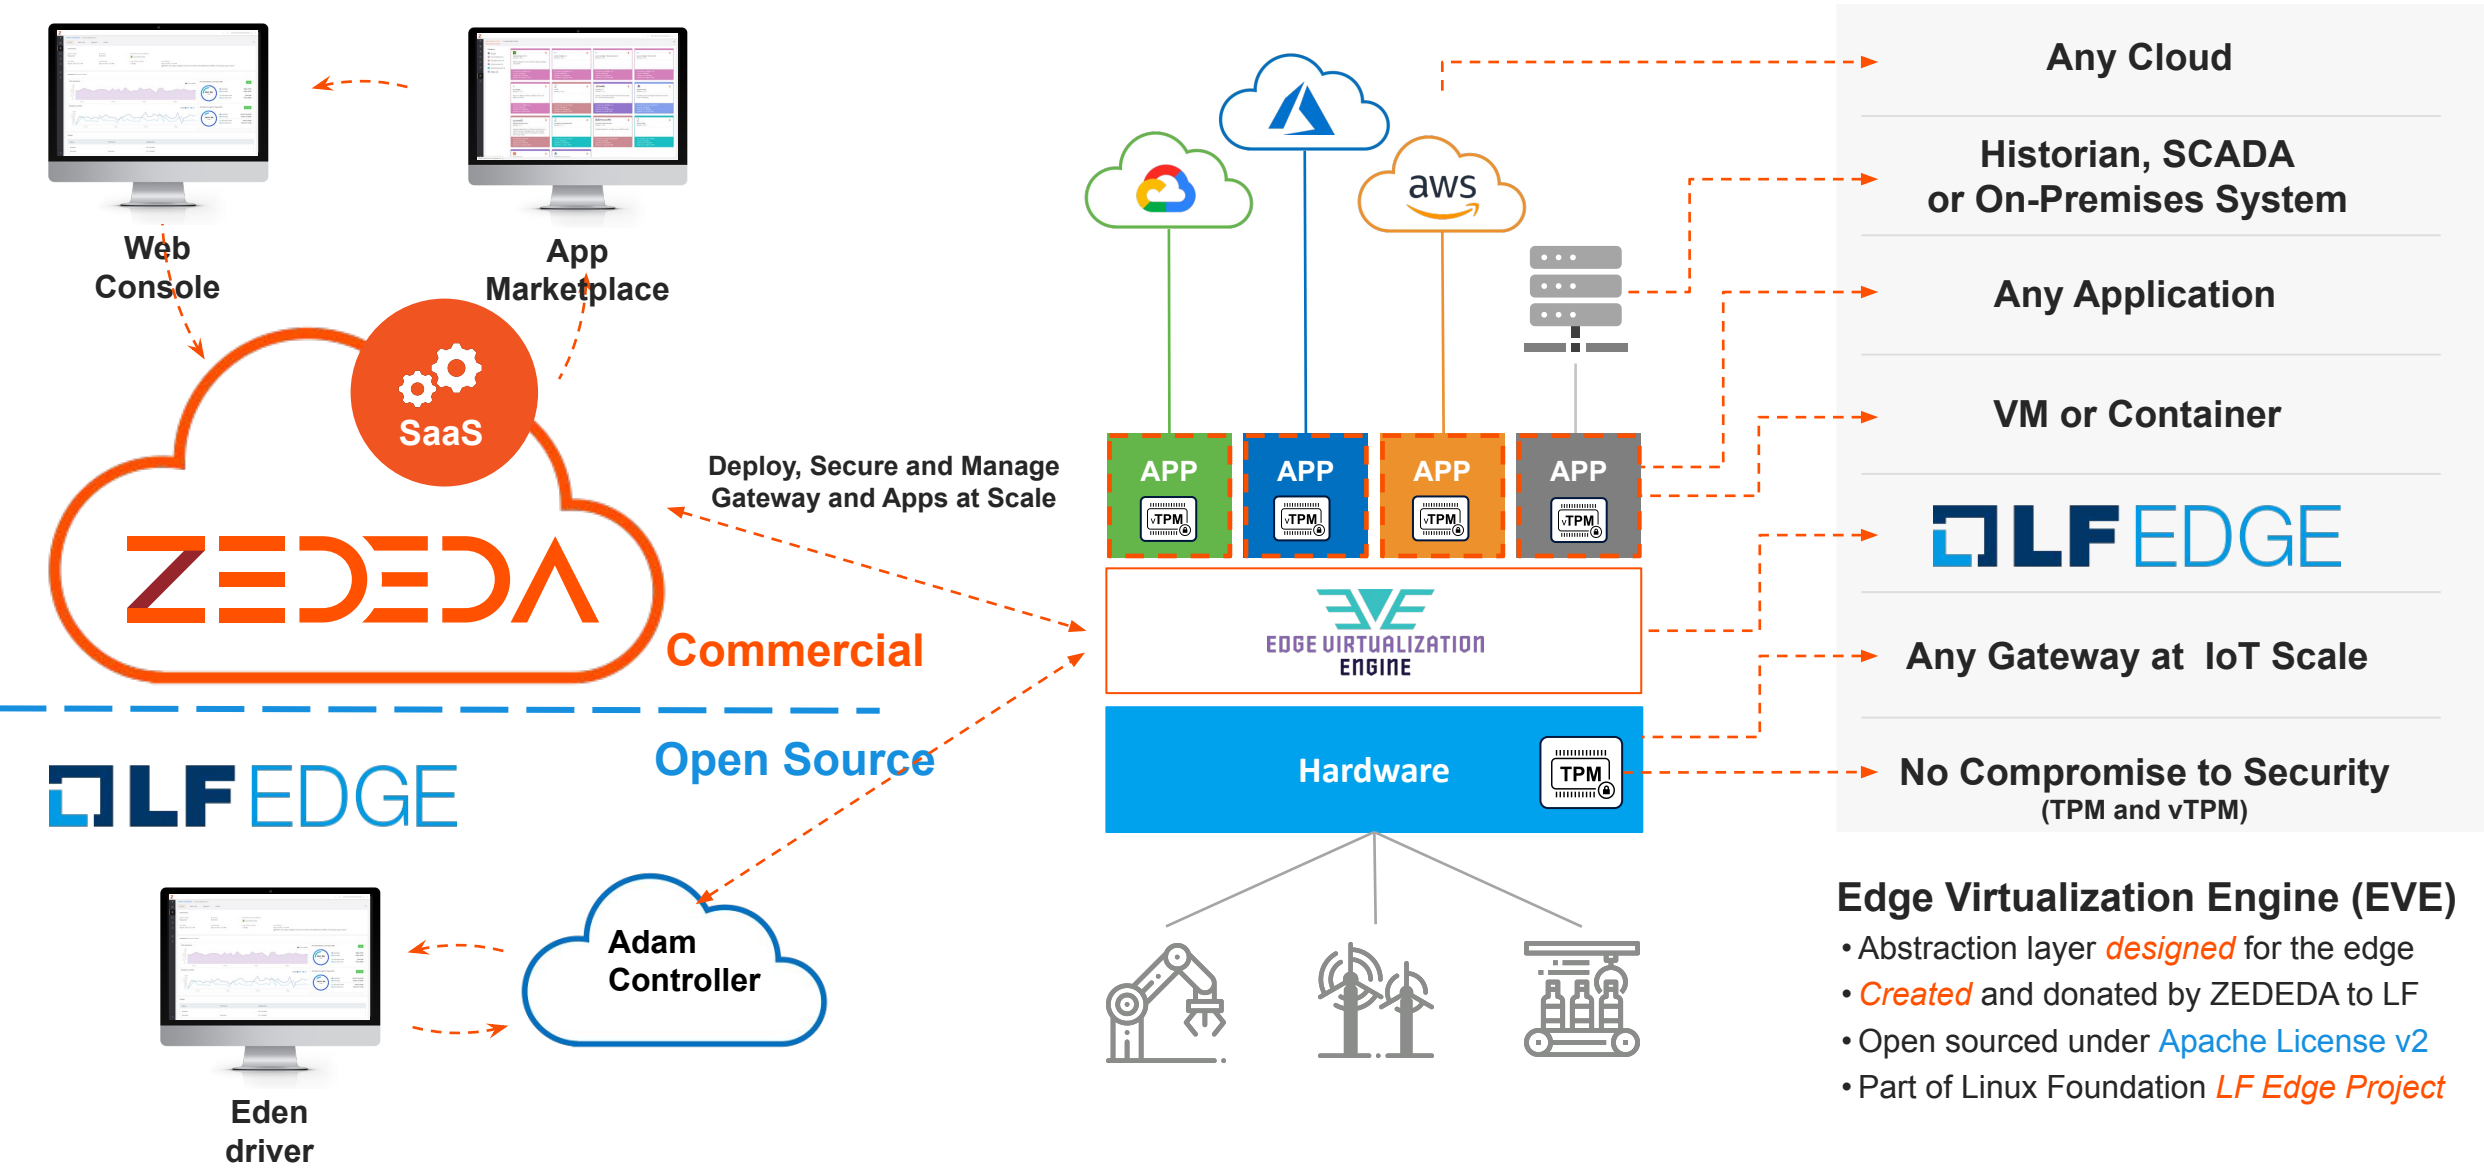 Web
Console
App
Marketplace
SaaS
ZEDEDA
Commercial
Deploy, Secure and Manage
Gateway and Apps at Scale
Open Source
LF EDGE
Adam
Controller
Eden
driver
aws
APP
vTPM
APP
vTPM
APP
vTPM
APP
vTPM
EVE
EDGE VIRTUALIZATION
ENGINE
Hardware
TPM
Any Cloud
Historian, SCADA
or On-Premises System
Any Application
VM or Container
LF EDGE
Any Gateway at IoT Scale
No Compromise to Security
(TPM and vTPM)
Edge Virtualization Engine (EVE)
• Abstraction layer designed for the edge
• Created and donated by ZEDEDA to LF
• Open sourced under Apache License v2
• Part of Linux Foundation LF Edge Project